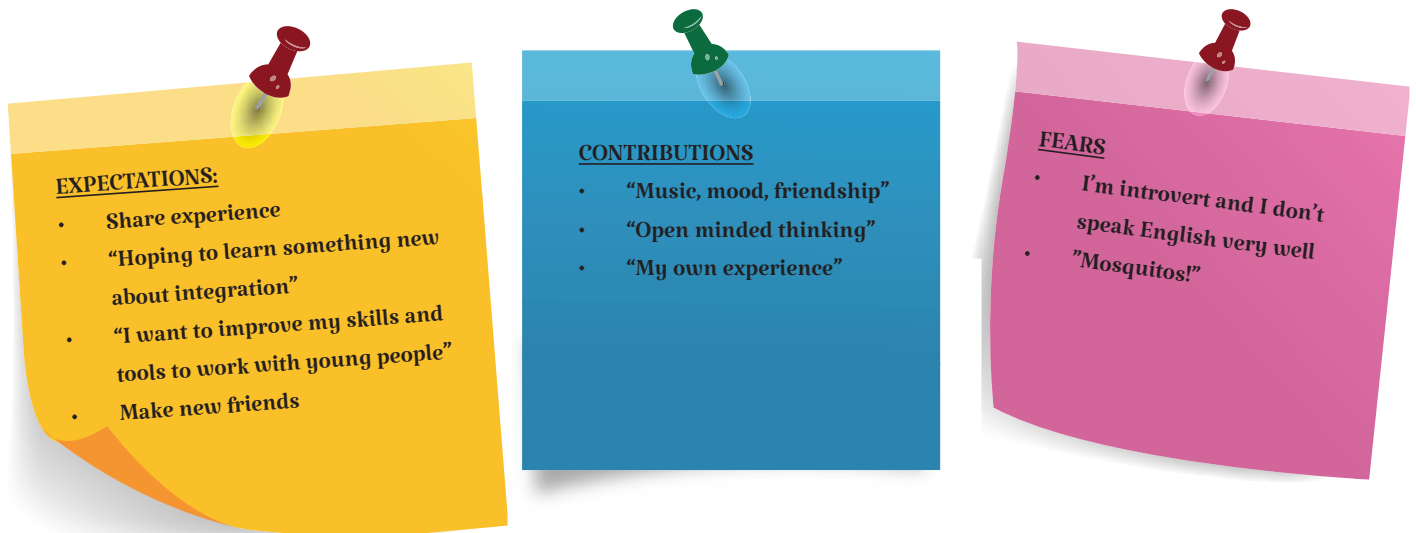 EXPECTATIONS:
• Share experience
• “Hoping to learn something new
about integration”
• “I want to improve my skills and
tools to work with young people”
• Make new friends
CONTRIBUTIONS
• “Music, mood, friendship”
• “Open minded thinking”
• “My own experience”
FEARS
• I’m introvert and I don’t
speak English very well
• ”Mosquitos!”